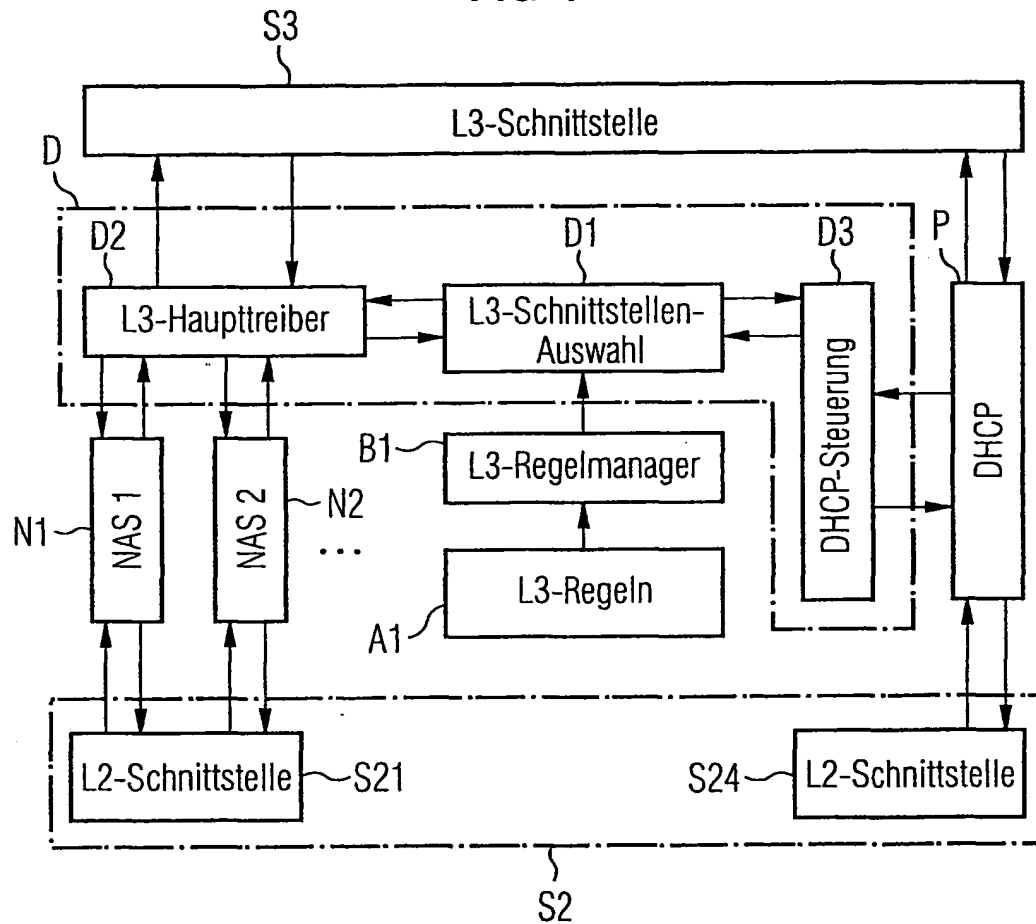 S3
L3-Schnittstelle
D
D2
D1
D3
P
L3-Haupttreiber
L3-Schnittstellen-
Auswahl
DHCP-Steuerung
DHCP
B1
L3-Regelmanager
N1
NAS 1
NAS 2
N2
...
L3-Regeln
A1
L2-Schnittstelle
S21
S24
L2-Schnittstelle
S2